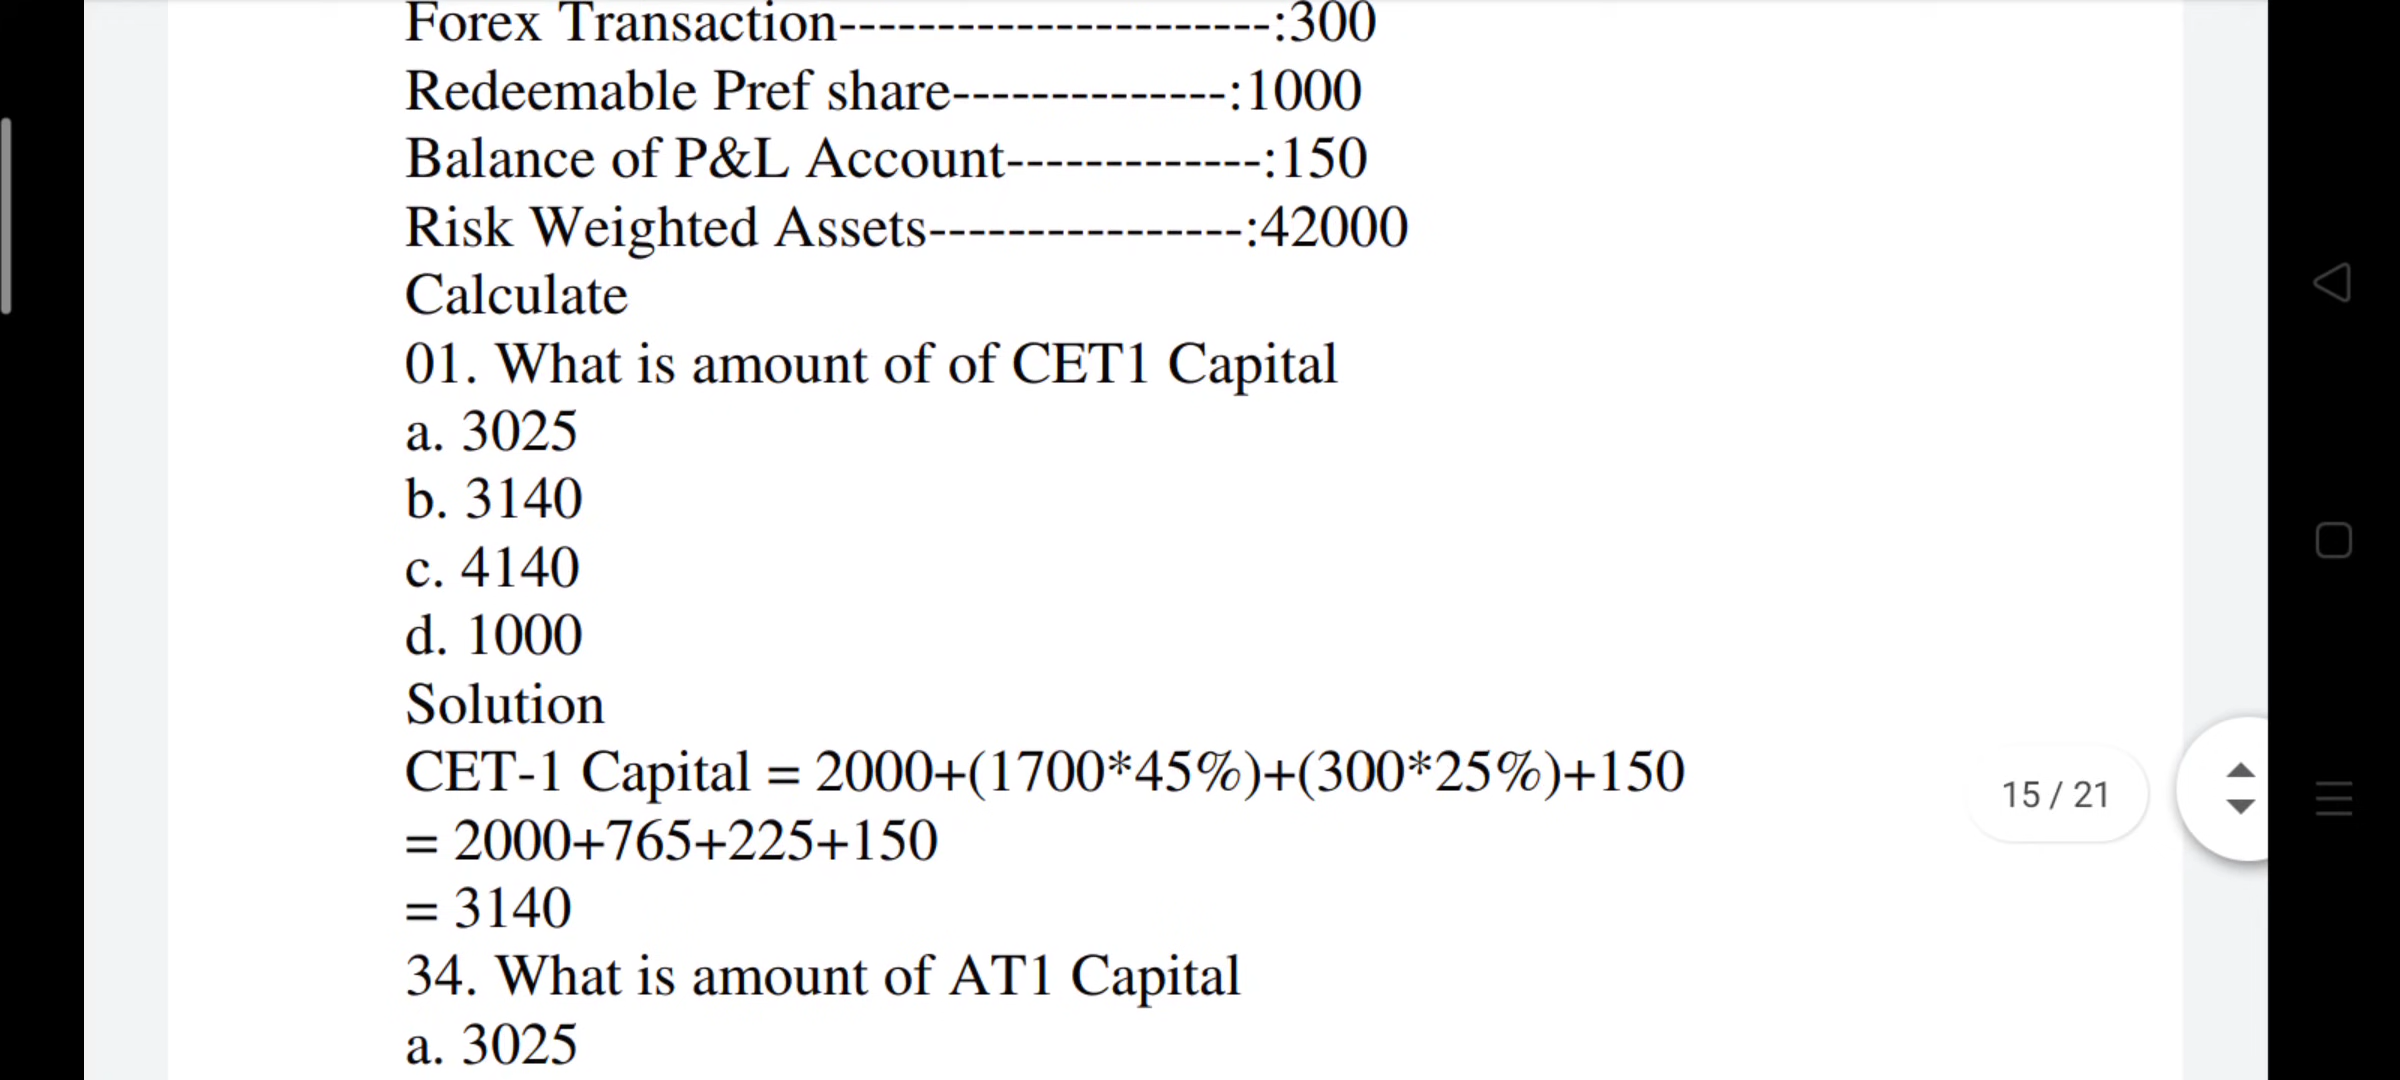 Forex Transaction----------------------:300
Redeemable Pref share--------------:1000
Balance of P&L Account-------------:150
Risk Weighted Assets----------------:42000
Calculate
01. What is amount of of CET1 Capital
a. 3025
b. 3140
c. 4140
d. 1000
Solution
CET-1 Capital = 2000+(1700*45%)+(300*25%)+150
= 2000+765+225+150
= 3140
34. What is amount of AT1 Capital
a. 3025
15 / 21